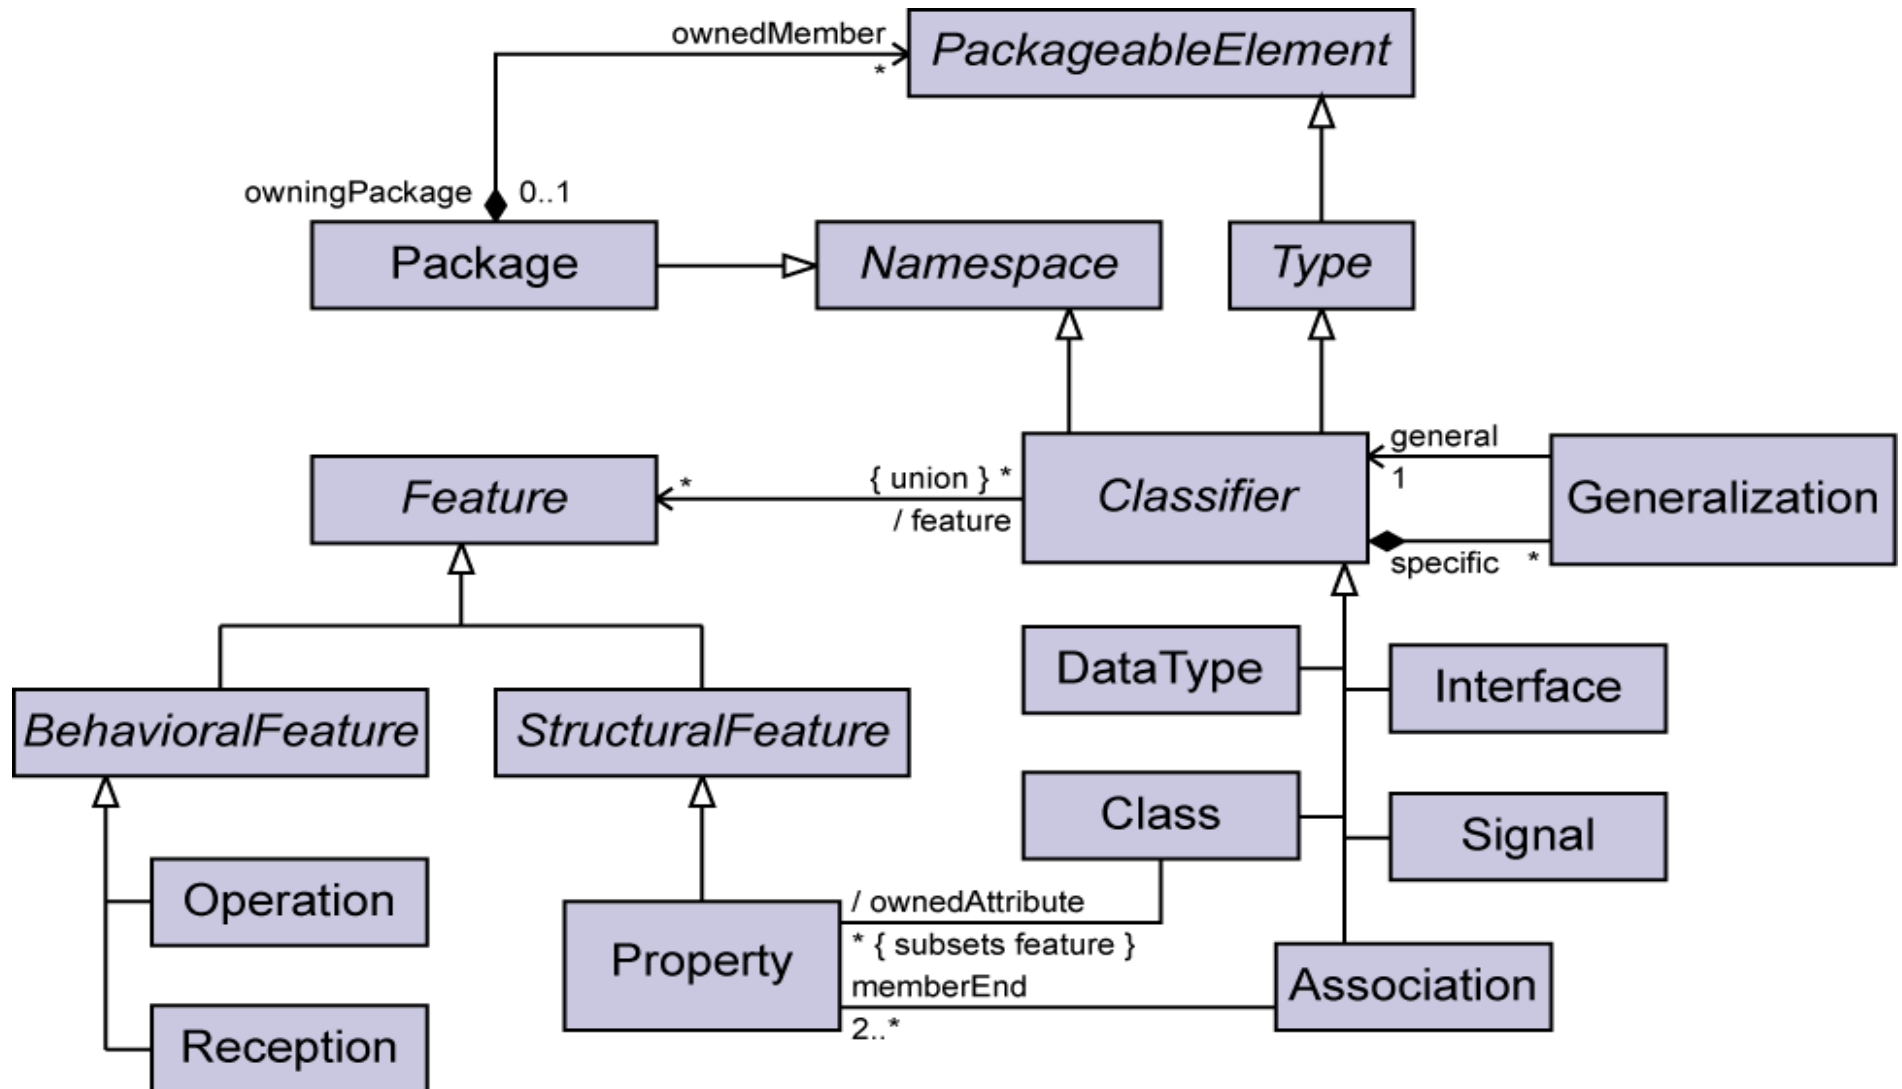 ownedMember
*
PackageableElement
owningPackage
0..1
Package
Namespace
Type
general
1
{ union } *
*
/ feature
Feature
Classifier
Generalization
specific
*
DataType
Interface
BehavioralFeature
StructuralFeature
Class
Signal
Operation
/ ownedAttribute
* { subsets feature }
Property
memberEnd
2..*
Association
Reception